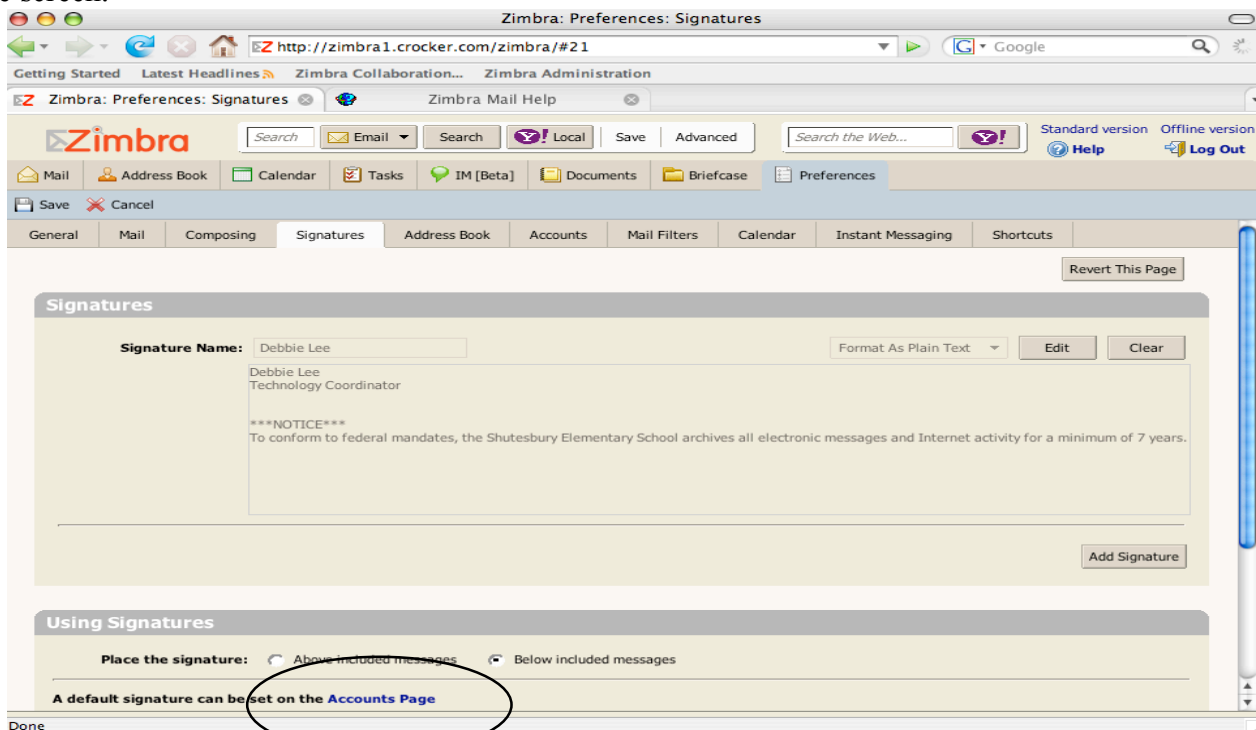 e screen.
Zimbra: Preferences: Signatures
http://zimbra1.crocker.com/zimbra/#21
G Google
Getting Started Latest Headlines Zimbra Collaboration... Zimbra Administration
Zimbra: Preferences: Signatures Zimbra Mail Help
Zimbra Search Email Search Y! Local Save Advanced Search the Web... Y! Standard version Offline version
Help Log Out
Mail Address Book Calendar Tasks IM [Beta] Documents Briefcase Preferences
Save Cancel
General Mail Composing Signatures Address Book Accounts Mail Filters Calendar Instant Messaging Shortcuts
Revert This Page
Signatures
Signature Name: Debbie Lee Format As Plain Text Edit Clear
Debbie Lee
Technology Coordinator
***NOTICE***
To conform to federal mandates, the Shutesbury Elementary School archives all electronic messages and Internet activity for a minimum of 7 years.
Add Signature
Using Signatures
Place the signature: Above included messages Below included messages
A default signature can be set on the Accounts Page
Done